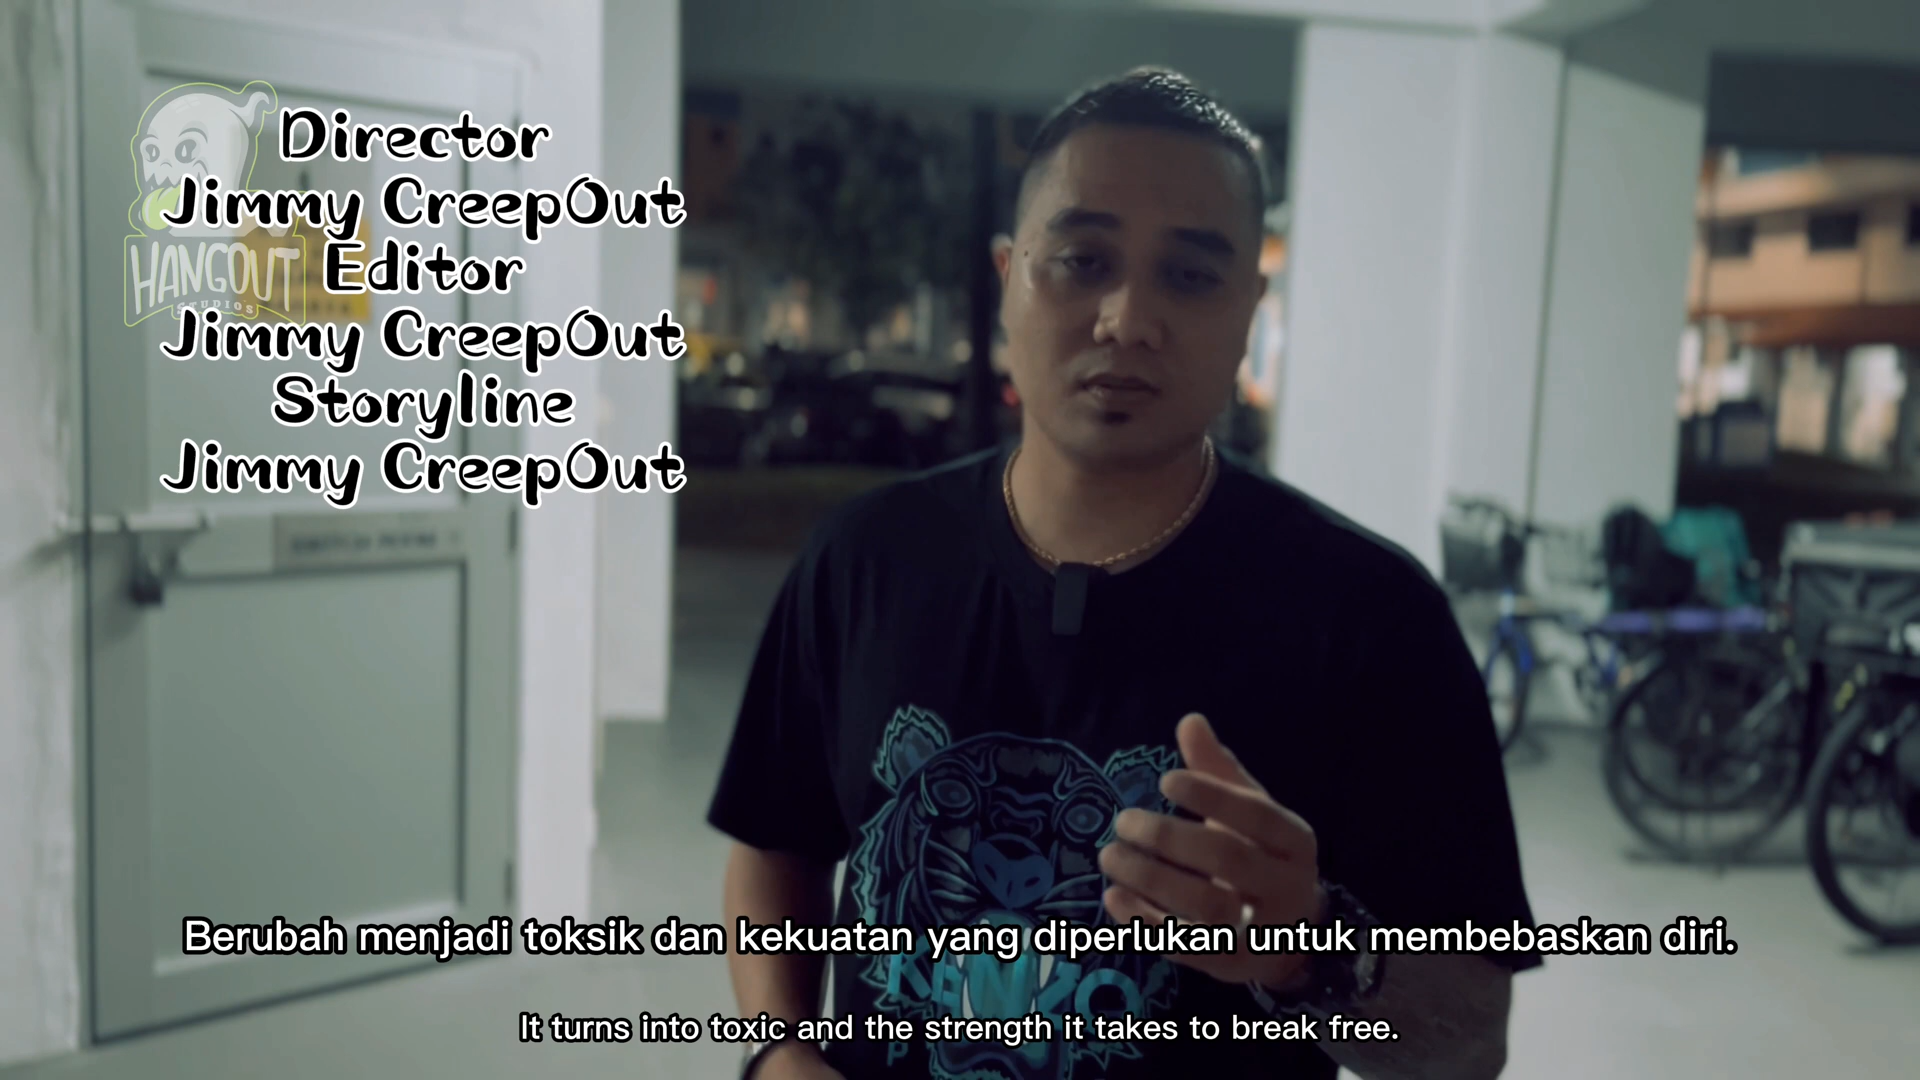 Director
Jimmy CreepOut
Editor
Jimmy CreepOut
Storyline
Jimmy CreepOut
HANGOUT
STUDIO'S
KENZO
Berubah menjadi toksik dan kekuatan yang diperlukan untuk membebaskan diri.
It turns into toxic and the strength it takes to break free.